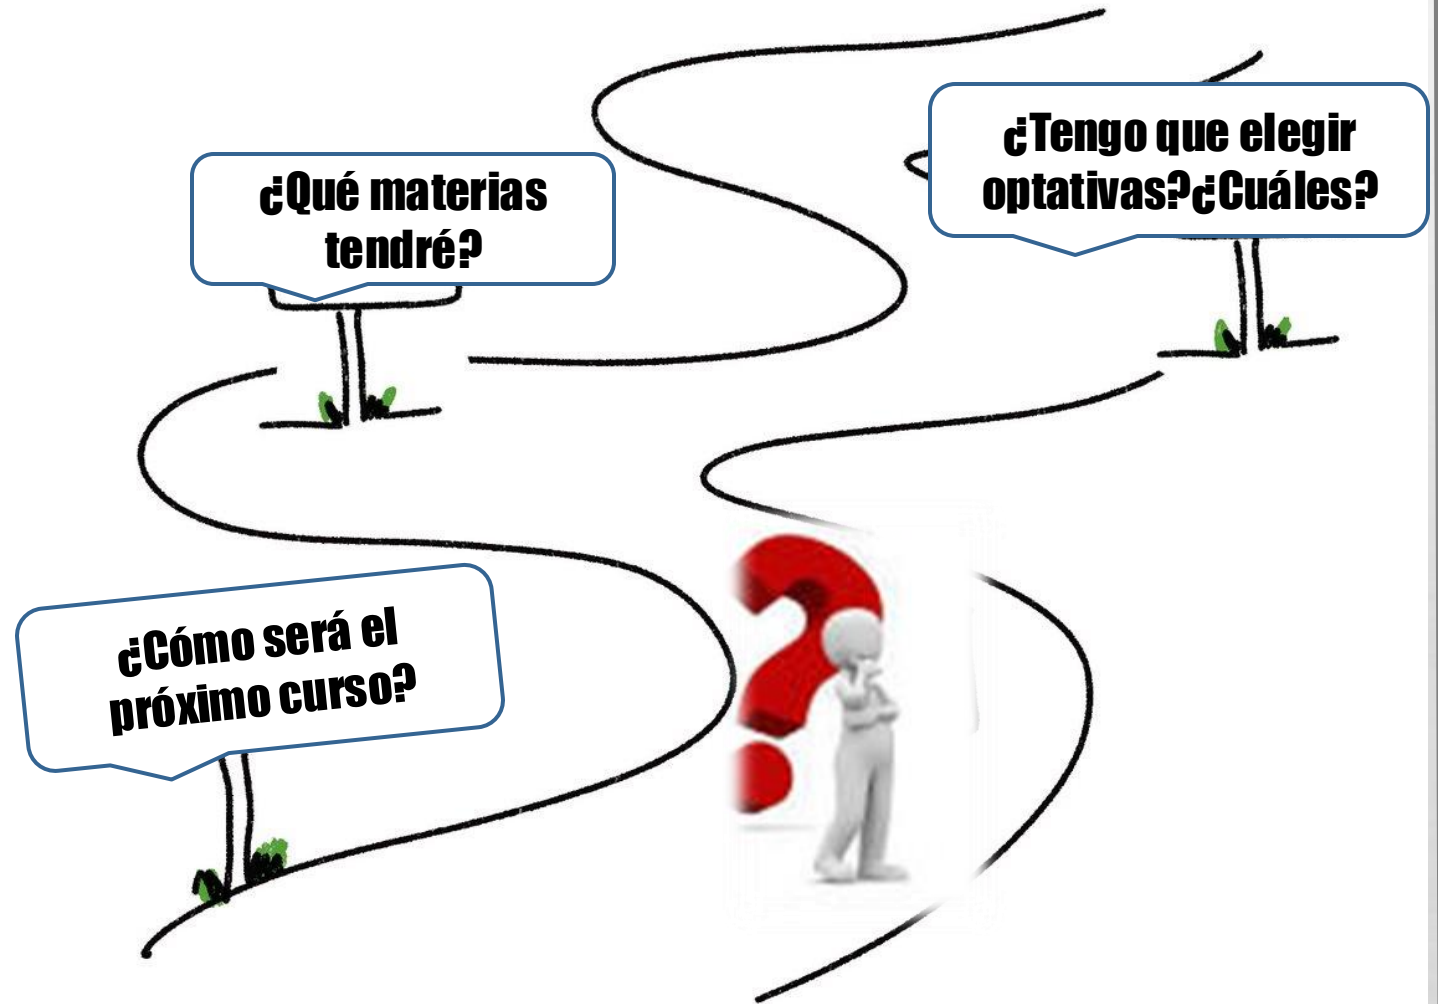 ¿Tengo que elegir
optativas?¿Cuáles?
¿Qué materias
tendré?
¿Cómo será el
próximo curso?